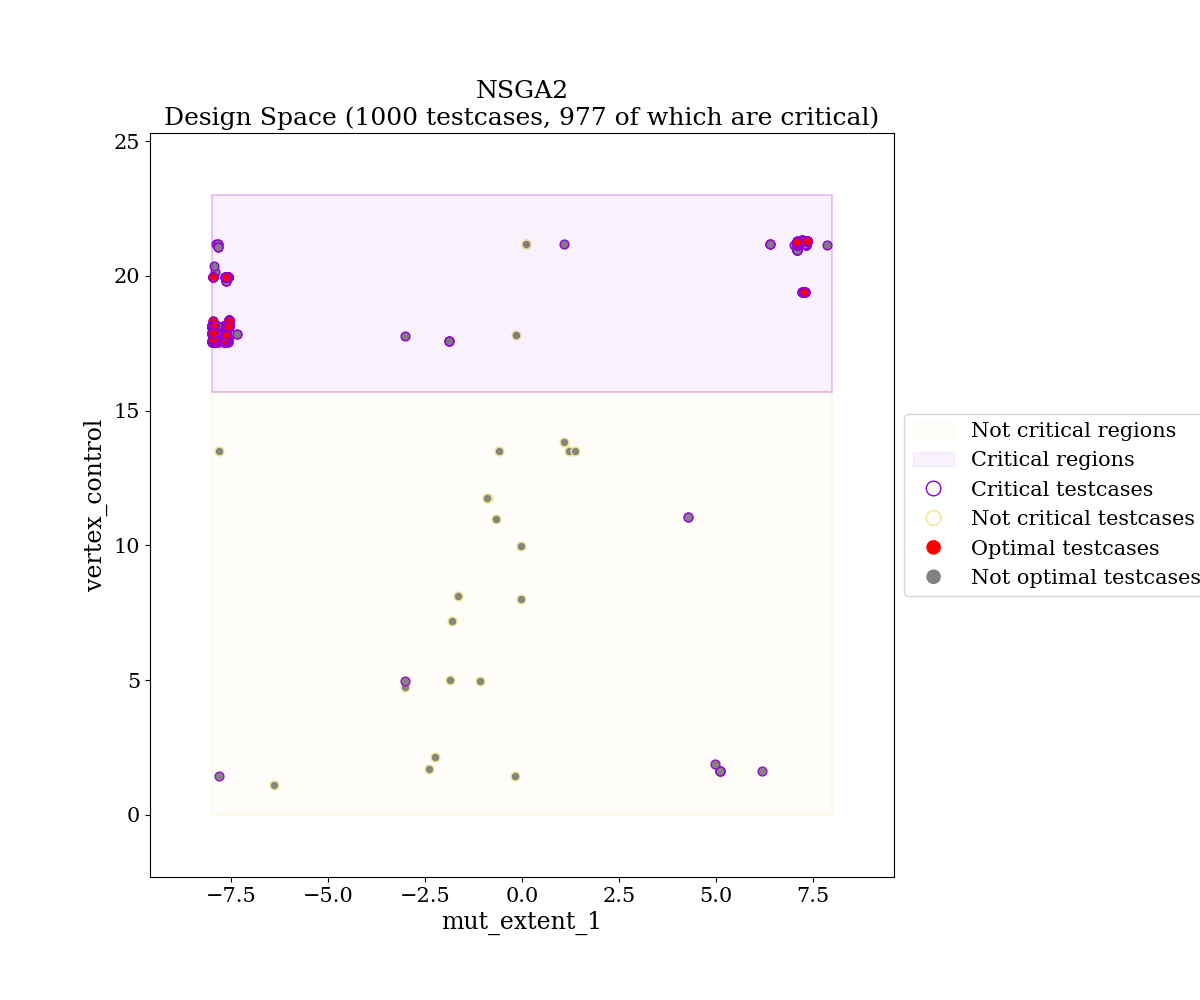 NSGA2
Design Space (1000 testcases, 977 of which are critical)
25
20
15
10
5
0
vertex_control
−7.5
−5.0
−2.5
0.0
2.5
5.0
7.5
mut_extent_1
Not critical regions
Critical regions
Critical testcases
Not critical testcases
Optimal testcases
Not optimal testcases